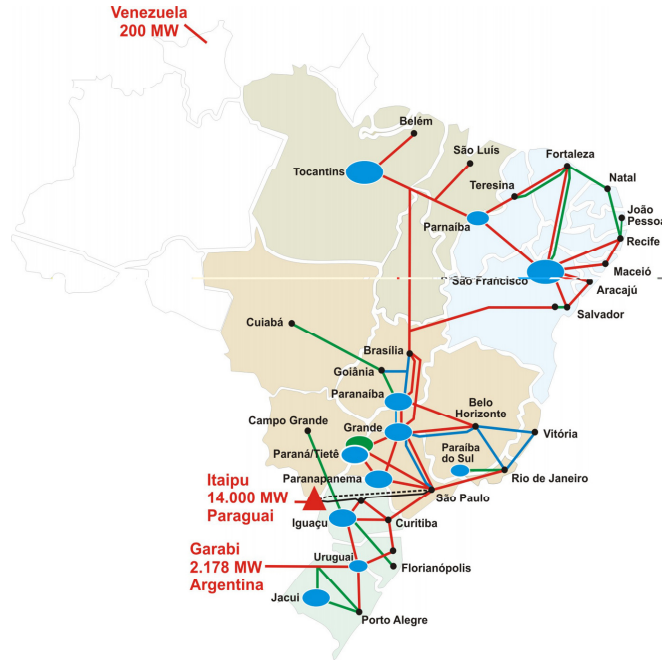 Venezuela
200 MW
Belém
São Luís
Fortaleza
Tocantins
Teresina
Natal
João
Pessoa
Parnaíba
Recife
Maceió
São Francisco
Aracajú
Salvador
Cuiabá
Brasília
Goiânia
Paranaíba
Belo
Horizonte
Campo Grande
Grande
Vitória
Paraíba
do Sul
Paraná/Tietê
Rio de Janeiro
Itaipu
14.000 MW
Paraguai
Paranapanema
São Paulo
Iguaçu
Curitiba
Garabi
2.178 MW
Argentina
Uruguai
Florianópolis
Jacui
Porto Alegre